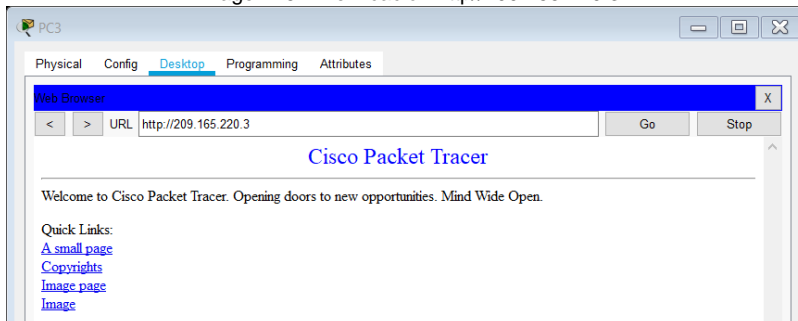 PC3
Physical Config Desktop Programming Attributes
Web Browser X
< > URL http://209.165.220.3 Go Stop
Cisco Packet Tracer
Welcome to Cisco Packet Tracer. Opening doors to new opportunities. Mind Wide Open.
Quick Links:
A small page
Copyrights
Image page
Image